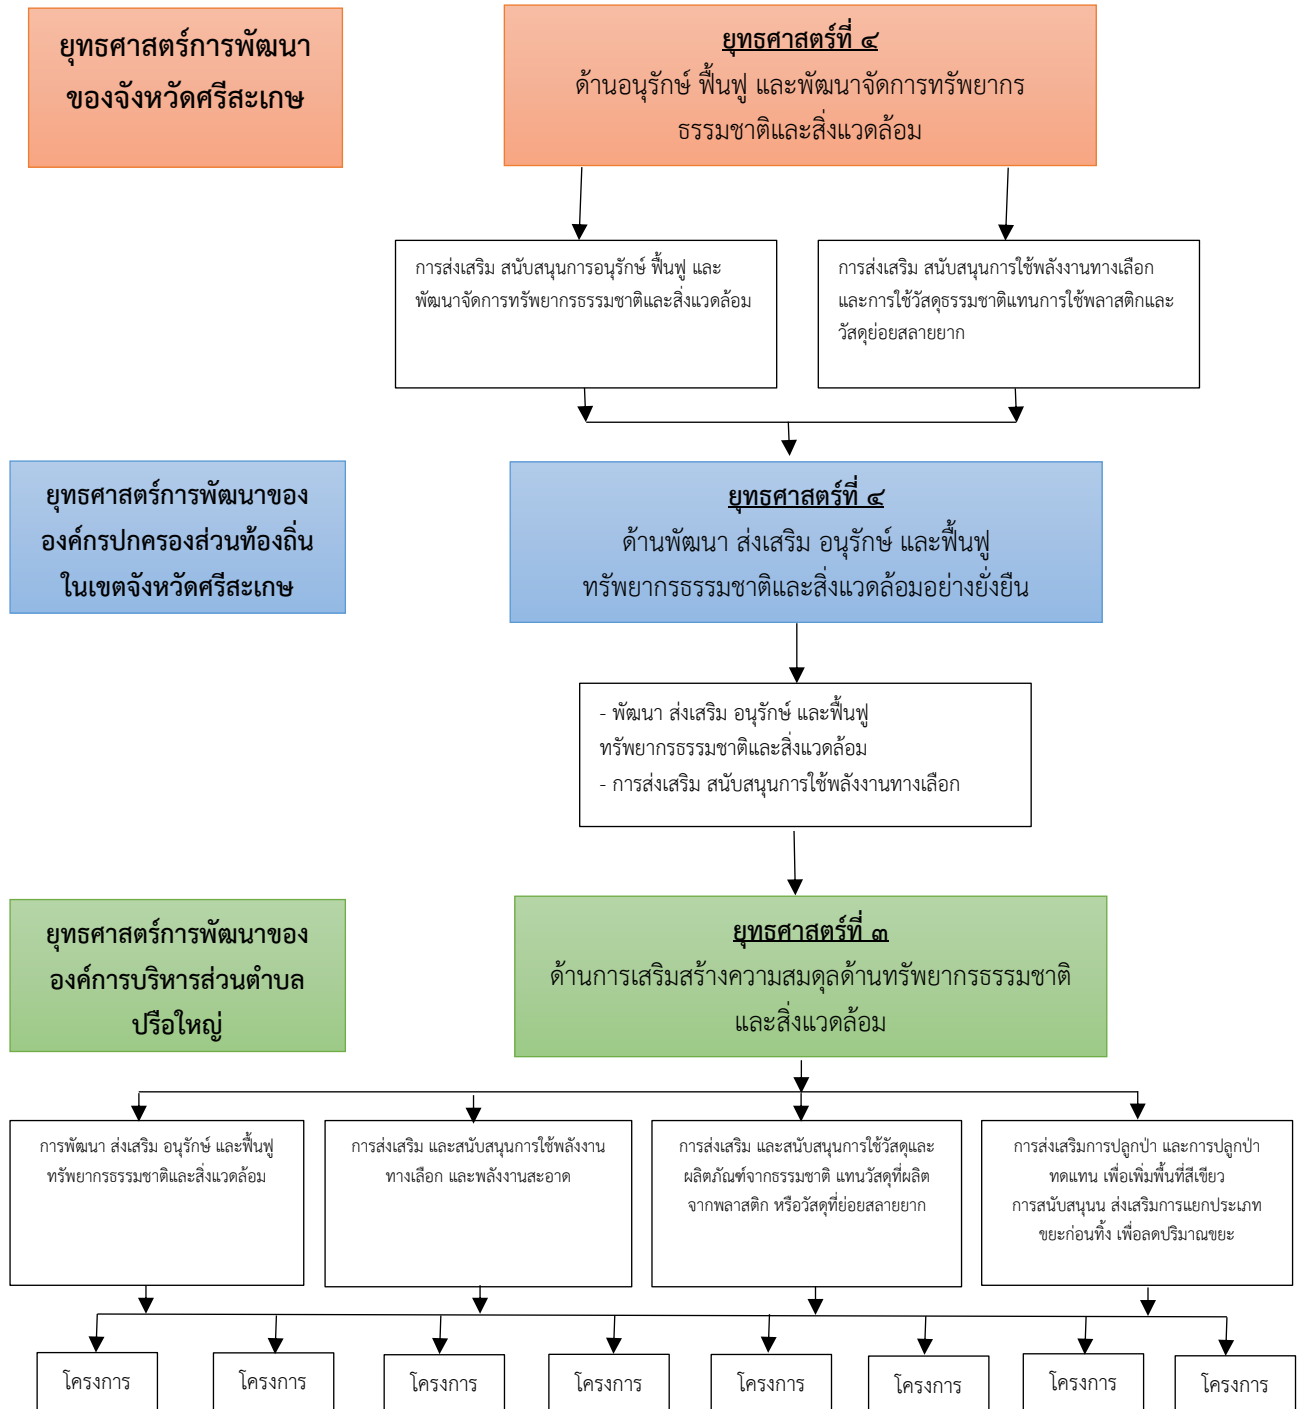 ยุทธศาสตร์การพัฒนา
ของจังหวัดศรีสะเกษ
ยุทธศาสตร์ที่ ๔
ด้านอนุรักษ์ ฟื้นฟู และพัฒนาจัดการทรัพยากร
ธรรมชาติและสิ่งแวดล้อม
การส่งเสริม สนับสนุนการอนุรักษ์ ฟื้นฟู และ
พัฒนาจัดการทรัพยากรธรรมชาติและสิ่งแวดล้อม
การส่งเสริม สนับสนุนการใช้พลังงานทางเลือก
และการใช้วัสดุธรรมชาติแทนการใช้พลาสติกและ
วัสดุย่อยสลายยาก
ยุทธศาสตร์การพัฒนาของ
องค์กรปกครองส่วนท้องถิ่น
ในเขตจังหวัดศรีสะเกษ
ยุทธศาสตร์ที่ ๔
ด้านพัฒนา ส่งเสริม อนุรักษ์ และฟื้นฟู
ทรัพยากรธรรมชาติและสิ่งแวดล้อมอย่างยั่งยืน
- พัฒนา ส่งเสริม อนุรักษ์ และฟื้นฟู
ทรัพยากรธรรมชาติและสิ่งแวดล้อม
- การส่งเสริม สนับสนุนการใช้พลังงานทางเลือก
ยุทธศาสตร์การพัฒนาของ
องค์การบริหารส่วนตำบล
ปรือใหญ่
ยุทธศาสตร์ที่ ๓
ด้านการเสริมสร้างความสมดุลด้านทรัพยากรธรรมชาติ
และสิ่งแวดล้อม
การพัฒนา ส่งเสริม อนุรักษ์ และฟื้นฟู
ทรัพยากรธรรมชาติและสิ่งแวดล้อม
การส่งเสริม และสนับสนุนการใช้พลังงาน
ทางเลือก และพลังงานสะอาด
การส่งเสริม และสนับสนุนการใช้วัสดุและ
ผลิตภัณฑ์จากธรรมชาติ แทนวัสดุที่ผลิต
จากพลาสติก หรือวัสดุที่ย่อยสลายยาก
การส่งเสริมการปลูกป่า และการปลูกป่า
ทดแทน เพื่อเพิ่มพื้นที่สีเขียว
การสนับสนุนน ส่งเสริมการแยกประเภท
ขยะก่อนทิ้ง เพื่อลดปริมาณขยะ
โครงการ
โครงการ
โครงการ
โครงการ
โครงการ
โครงการ
โครงการ
โครงการ